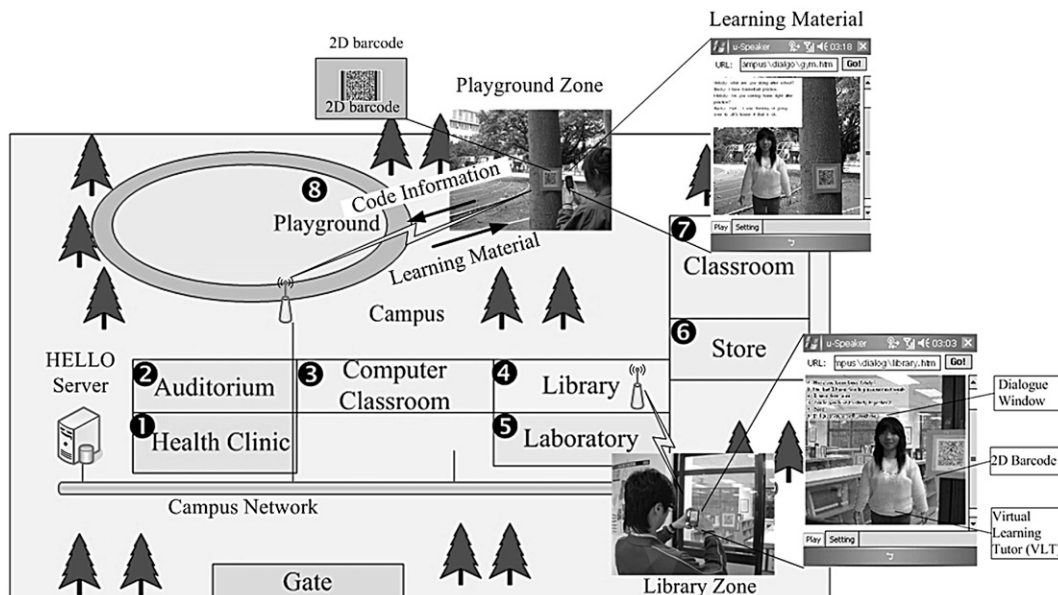 Learning Material
2D barcode
2D barcode
Playground Zone
u-Speaker 03:18
URL: ampus\dialgo\gym.htm Go!
Play Setting
8
Code Information
Playground
Learning Material
Campus
7
Classroom
6
Store
HELLO
Server
2
Auditorium
3
Computer
Classroom
4
Library
1
Health Clinic
5
Laboratory
Campus Network
Gate
Library Zone
u-Speaker 03:03
URL: mpus\dialog\library.htm Go!
Play Setting
Dialogue
Window
2D Barcode
Virtual
Learning
Tutor (VLT)